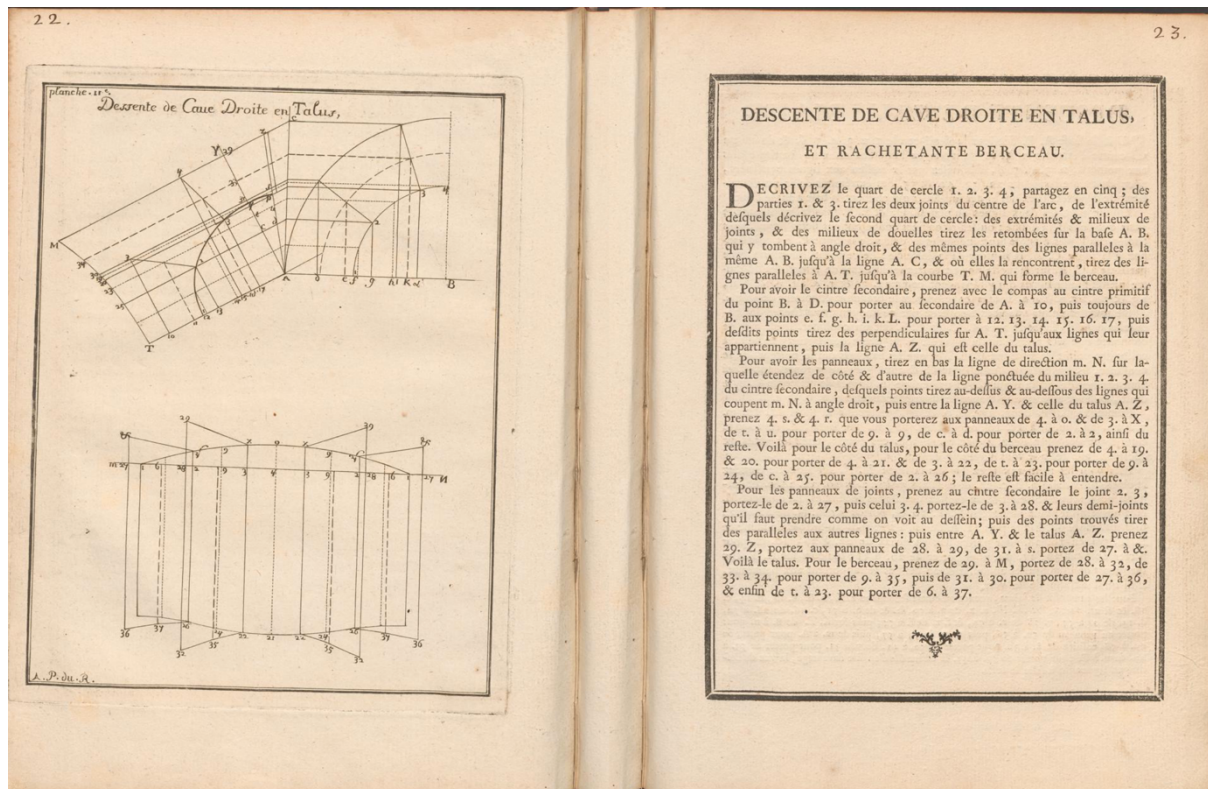 22.
planche. 11e.
Dessente de Cave Droite en Talus,
A. P. du. R.
23.
DESCENTE DE CAVE DROITE EN TALUS,
ET RACHETANTE BERCEAU.
DECRIVEZ le quart de cercle 1. 2. 3. 4, partagez en cinq ; des
parties 1. & 3. tirez les deux joints du centre de l'arc, de l'extrémité
deſquels décrivez le ſecond quart de cercle : des extrémités & milieux de
joints, & des milieux de douelles tirez les retombées ſur la baſe A. B.
qui y tombent à angle droit, & des mêmes points des lignes paralleles à la
même A. B. juſqu'à la ligne A. C, & où elles la rencontrent, tirez des li-
gnes paralleles à A. T. juſqu'à la courbe T. M. qui forme le berceau.
Pour avoir le cintre ſecondaire, prenez avec le compas au cintre primitif
du point B. à D. pour porter au ſecondaire de A. à 10, puis toujours de
B. aux points e. f. g. h. i. k. L. pour porter à 12. 13. 14. 15. 16. 17, puis
deſdits points tirez des perpendiculaires ſur A. T. juſqu'aux lignes qui leur
appartiennent, puis la ligne A. Z. qui eſt celle du talus.
Pour avoir les panneaux, tirez en bas la ligne de direction m. N. ſur la-
quelle étendez de côté & d'autre de la ligne ponctuée du milieu 1. 2. 3. 4.
du cintre ſecondaire, deſquels points tirez au-deſſus & au-deſſous des lignes qui
coupent m. N. à angle droit, puis entre la ligne A. Y. & celle du talus A. Z,
prenez 4. s. & 4. r. que vous porterez aux panneaux de 4. à o. & de 3. à X,
de t. à u. pour porter de 9. à 9, de c. à d. pour porter de 2. à 2, ainſi du
reſte. Voilà pour le côté du talus, pour le côté du berceau prenez de 4. à 19.
& 20. pour porter de 4. à 21. & de 3. à 22, de t. à 23. pour porter de 9. à
24, de c. à 25. pour porter de 2. à 26 ; le reſte eſt facile à entendre.
Pour les panneaux de joints, prenez au cintre ſecondaire le joint 2. 3,
portez-le de 2. à 27, puis celui 3. 4. portez-le de 3. à 28. & leurs demi-joints
qu'il faut prendre comme on voit au deſſein ; puis des points trouvés tirer
des paralleles aux autres lignes : puis entre A. Y. & le talus A. Z. prenez
29. Z, portez aux panneaux de 28. à 29, de 31. à s. portez de 27. à &.
Voilà le talus. Pour le berceau, prenez de 29. à M, portez de 28. à 32, de
33. à 34. pour porter de 9. à 35, puis de 31. à 30. pour porter de 27. à 36,
& enfin de t. à 23. pour porter de 6. à 37.